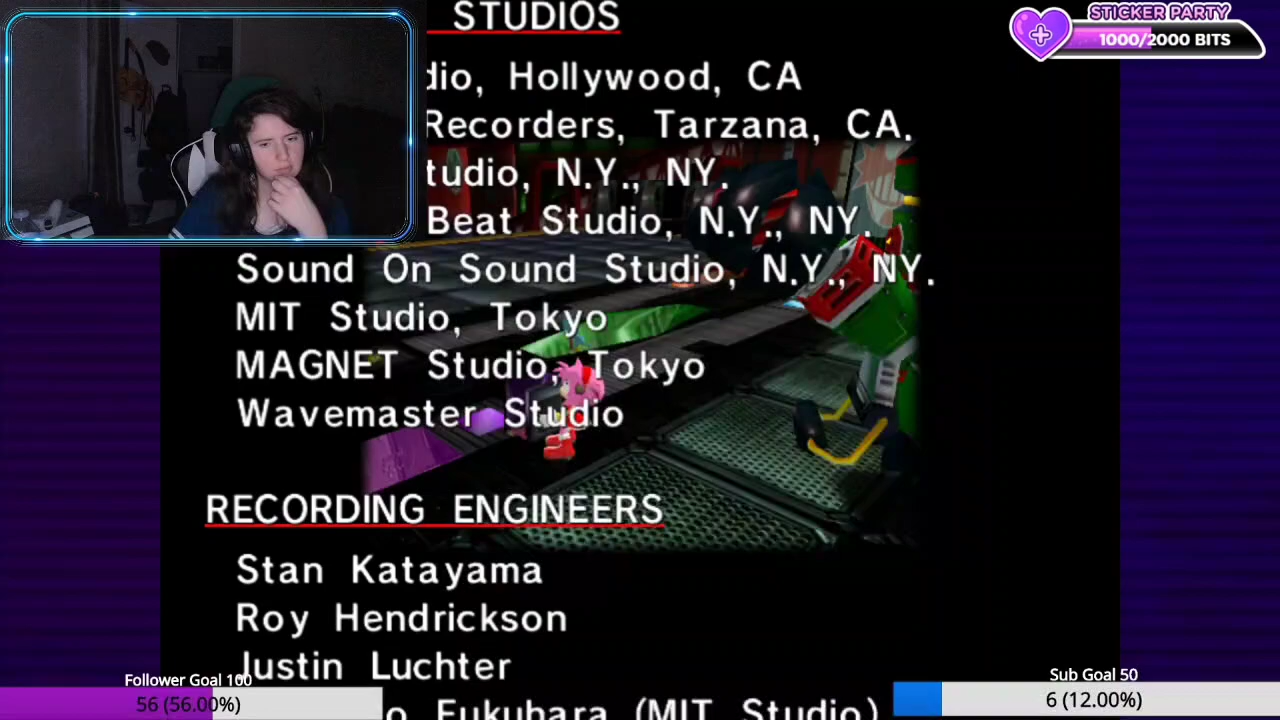 STUDIOS
dio, Hollywood, CA
Recorders, Tarzana, CA.
tudio, N.Y., NY.
Beat Studio, N.Y., NY.
Sound On Sound Studio, N.Y., NY.
MIT Studio, Tokyo
MAGNET Studio, Tokyo
Wavemaster Studio
RECORDING ENGINEERS
Stan Katayama
Roy Hendrickson
Justin Luchter
o Fukuhara (MIT Studio)
STICKER PARTY
1000/2000 BITS
Follower Goal 100
56 (56.00%)
Sub Goal 50
6 (12.00%)